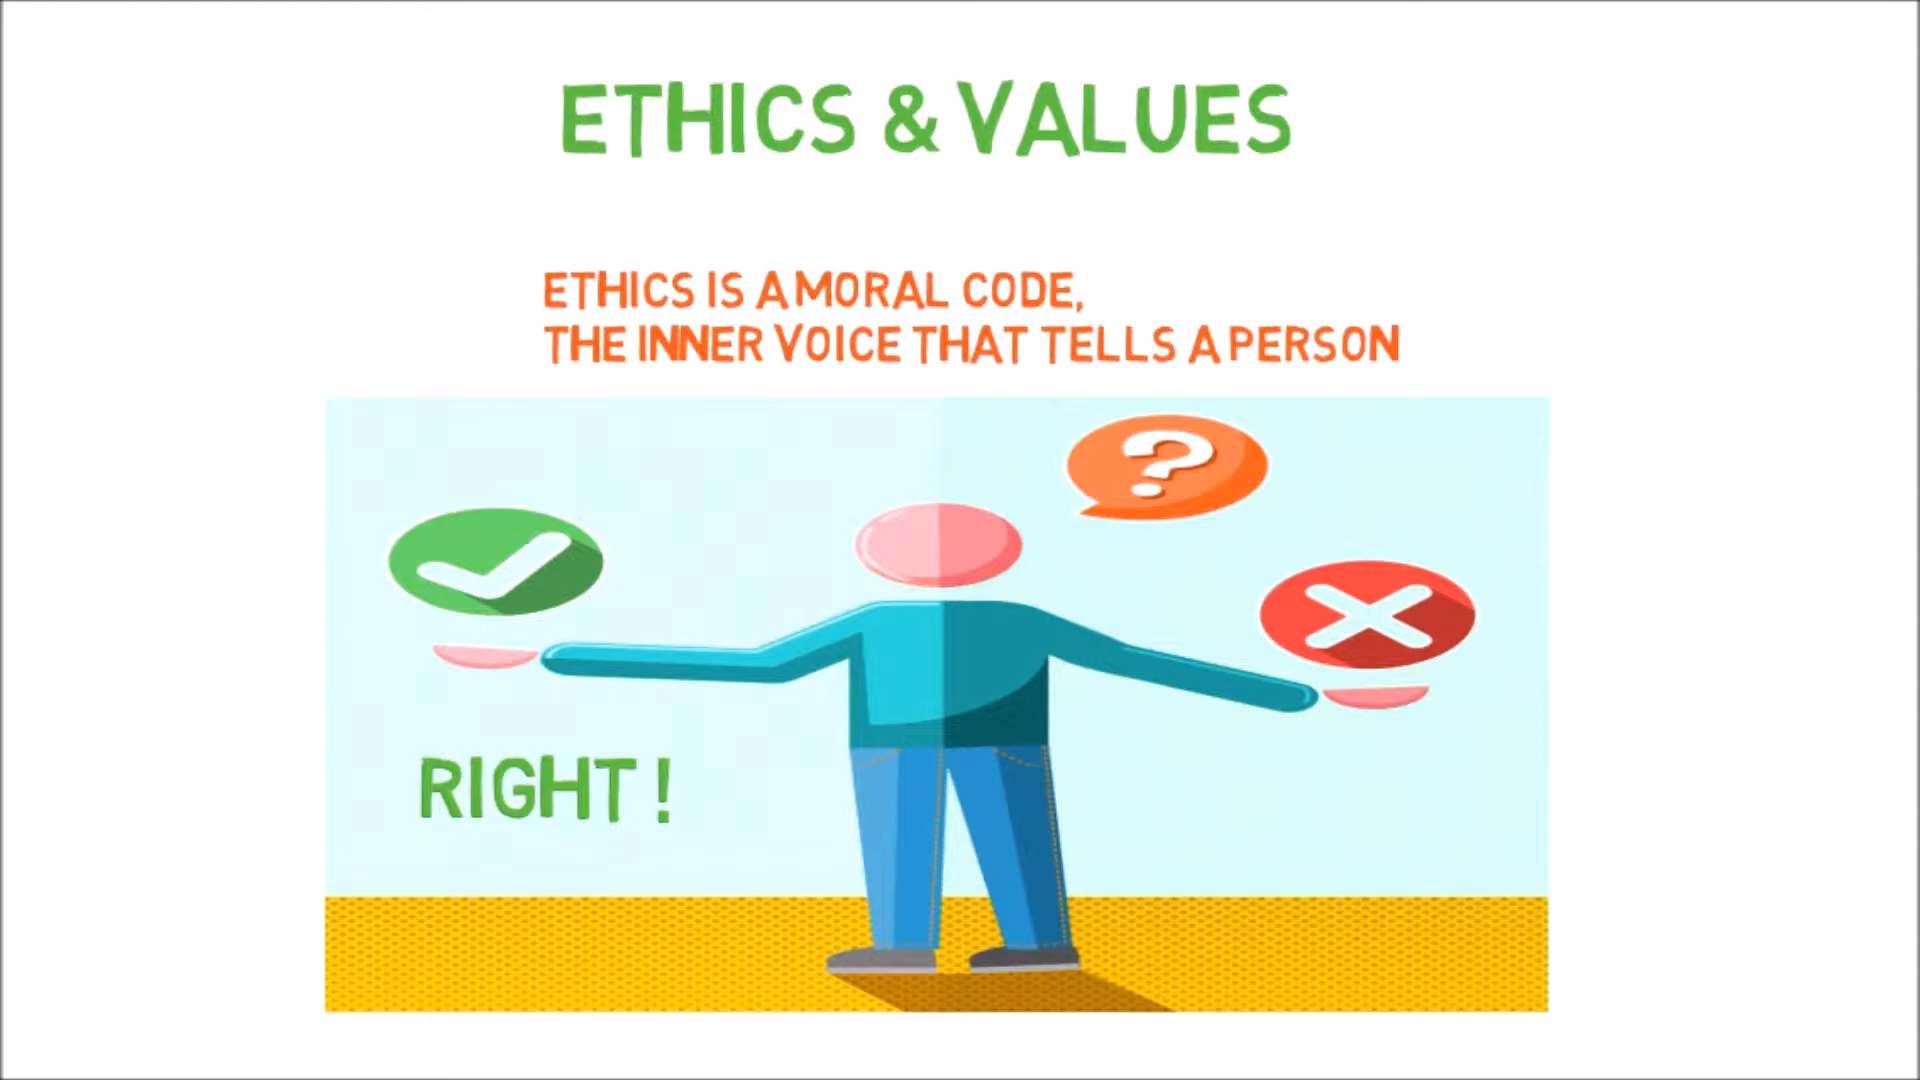 ETHICS & VALUES
ETHICS IS A MORAL CODE,
THE INNER VOICE THAT TELLS A PERSON
?
RIGHT !